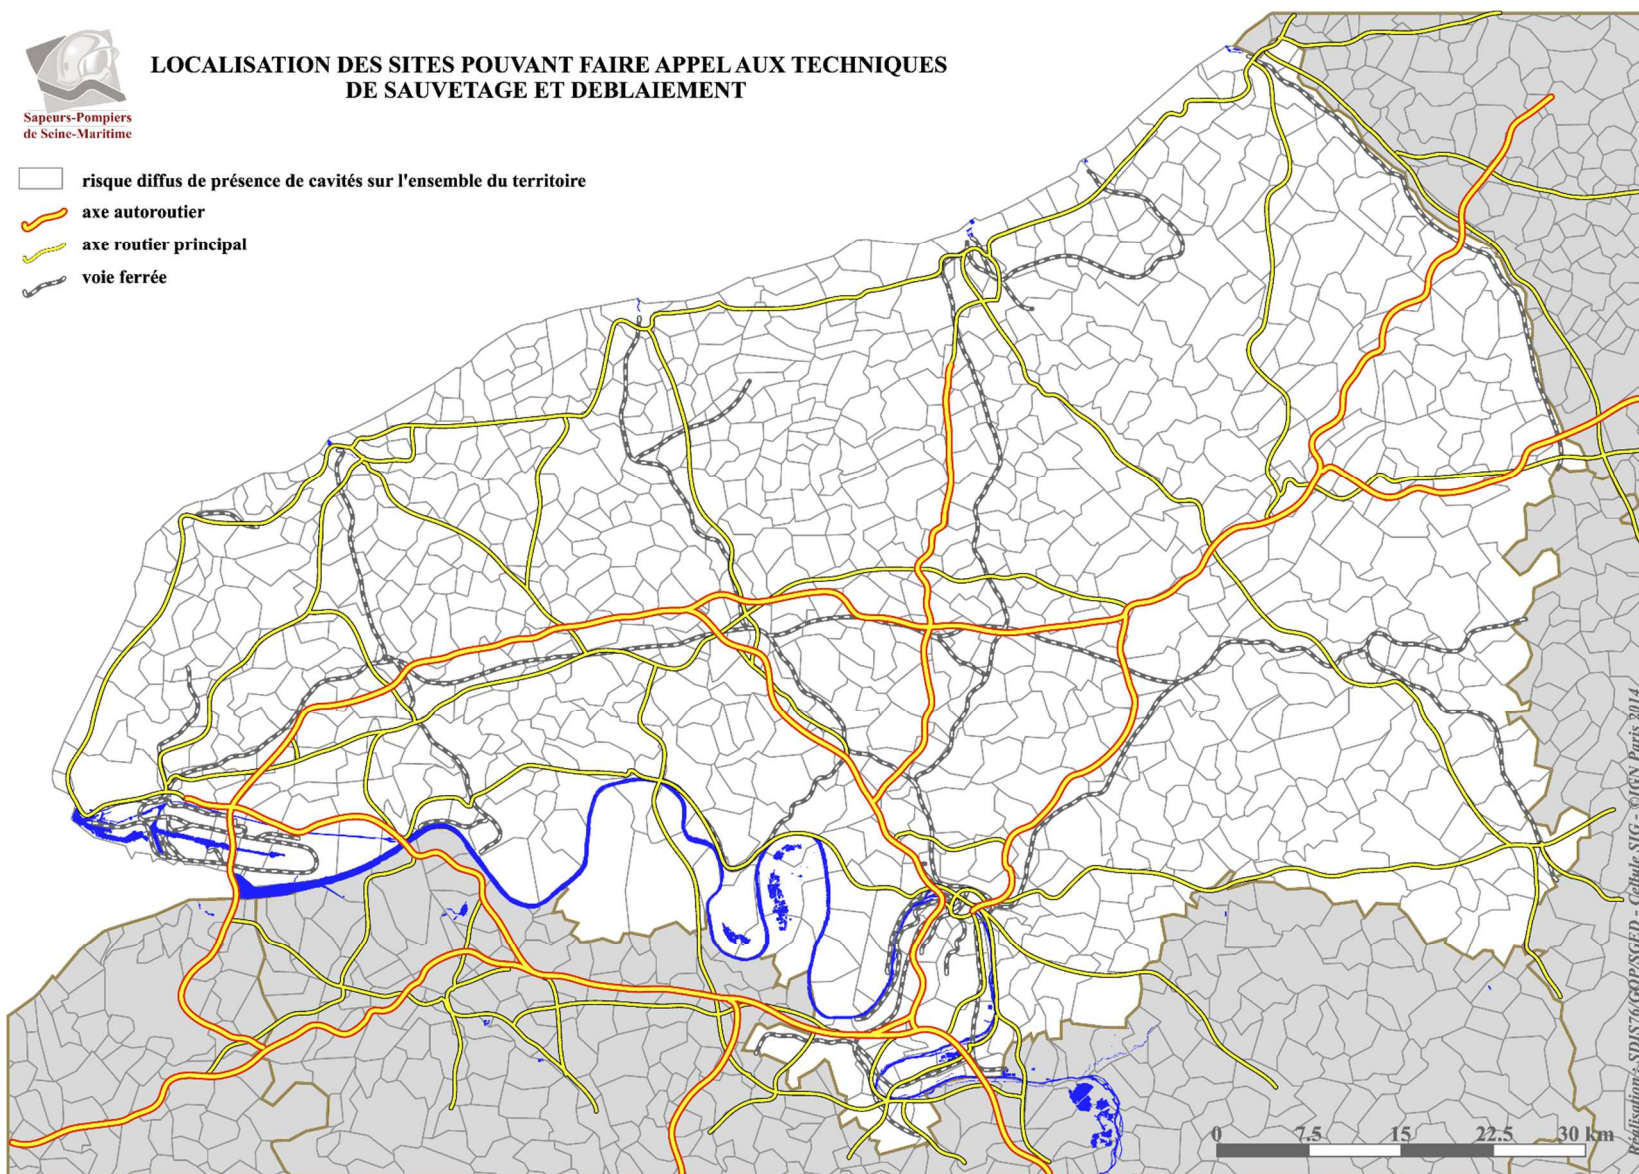 LOCALISATION DES SITES POUVANT FAIRE APPEL AUX TECHNIQUES
DE SAUVETAGE ET DEBLAIEMENT
Sapeurs-Pompiers
de Seine-Maritime
risque diffus de présence de cavités sur l'ensemble du territoire
axe autoroutier
axe routier principal
voie ferrée
Réalisation : SDIS76/GOP/SGED - Cellule SIG - ©IGN Paris 2014
0 7.5 15 22.5 30 km